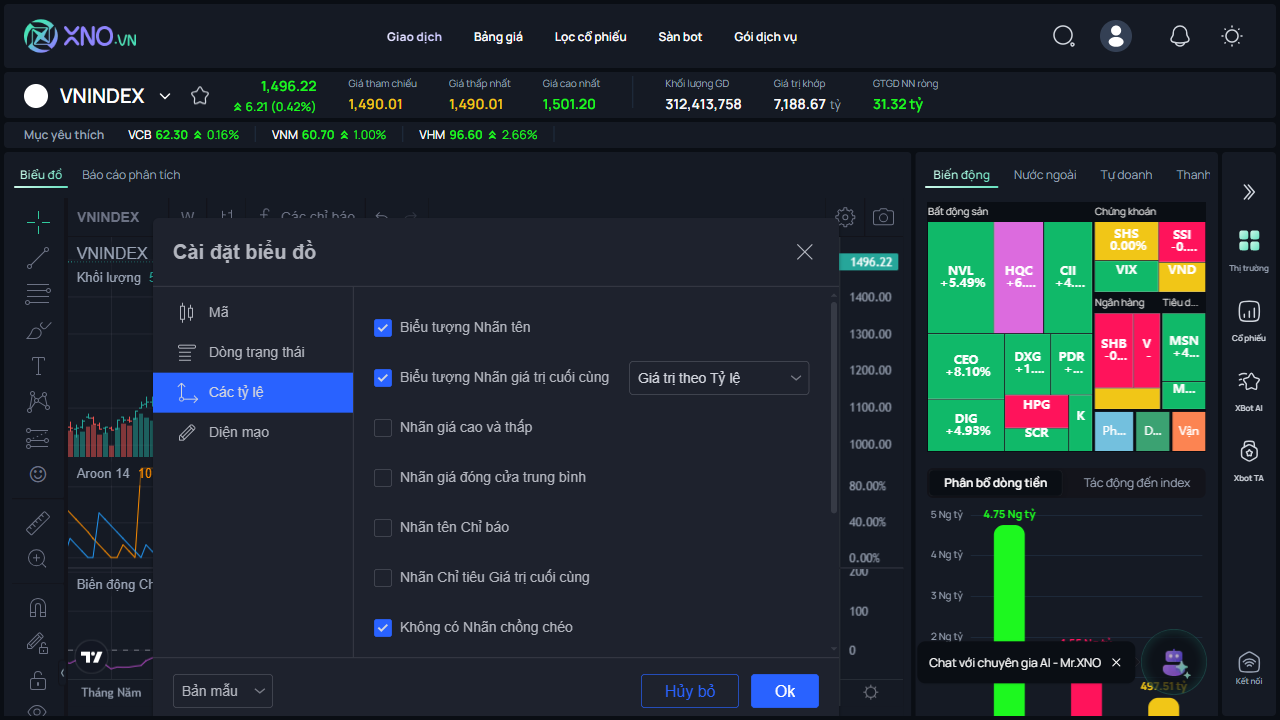 XNO.VN
Giao dịch
Bảng giá
Lọc cổ phiếu
Sàn bot
Gói dịch vụ
VNINDEX
1,496.22
6.21 (0.42%)
Giá tham chiếu
1,490.01
Giá thấp nhất
1,490.01
Giá cao nhất
1,501.20
Khối lượng GD
312,413,758
Giá trị khớp
7,188.67 tỷ
GTGD NN ròng
31.32 tỷ
Mục yêu thích
VCB 62.30 0.16%
VNM 60.70 1.00%
VHM 96.60 2.66%
Biểu đồ
Báo cáo phân tích
VNINDEX
W
Các chỉ báo
VNINDEX
Khối lượng
Aroon 14
Tháng Năm
Cài đặt biểu đồ
Mã
Dòng trạng thái
Các tỷ lệ
Diện mạo
Biểu tượng Nhãn tên
Biểu tượng Nhãn giá trị cuối cùng
Giá trị theo Tỷ lệ
Nhãn giá cao và thấp
Nhãn giá đóng cửa trung bình
Nhãn tên Chỉ báo
Nhãn Chỉ tiêu Giá trị cuối cùng
Không có Nhãn chồng chéo
Bản mẫu
Hủy bỏ
Ok
1496.22
1400.00
1300.00
1200.00
1100.00
1000.00
80.00%
40.00%
0.00%
200
100
0
Biến động
Nước ngoài
Tự doanh
Thanh
Bất động sản
NVL
+5.49%
HQC
+6....
CII
+4....
CEO
+8.10%
DXG
+1....
PDR
+...
DIG
+4.93%
HPG
SCR
K
Chứng khoán
SHS
0.00%
SSI
-0....
VIX
VND
Ngân hàng
SHB
-0...
V
-
Tiêu d...
MSN
+4...
M...
Ph...
D...
Vận
Phân bổ dòng tiền
Tác động đến index
5 Ng tỷ
4 Ng tỷ
3 Ng tỷ
2 Ng tỷ
4.75 Ng tỷ
497.51 tỷ
Chat với chuyên gia AI - Mr.XNO
Thị trường
Cổ phiếu
XBot AI
Xbot TA
Kết nối